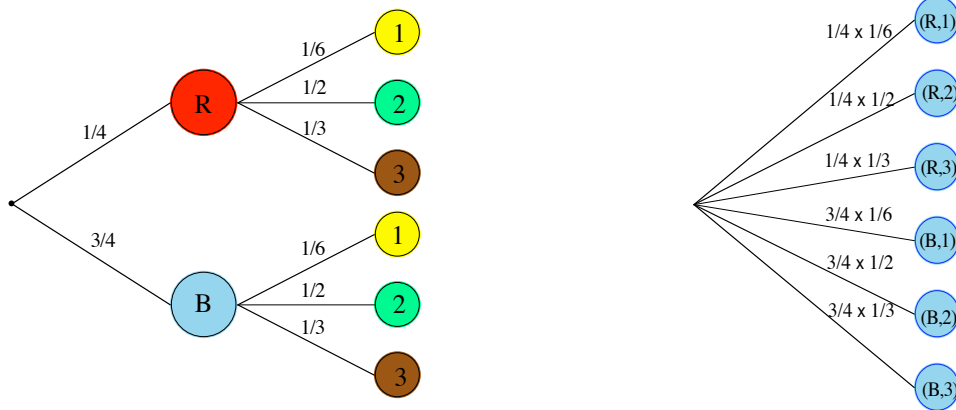 1/4
3/4
R
B
1/6
1/2
1/3
1
2
3
1/6
1/2
1/3
1
2
3
1/4 x 1/6
1/4 x 1/2
1/4 x 1/3
3/4 x 1/6
3/4 x 1/2
3/4 x 1/3
(R,1)
(R,2)
(R,3)
(B,1)
(B,2)
(B,3)